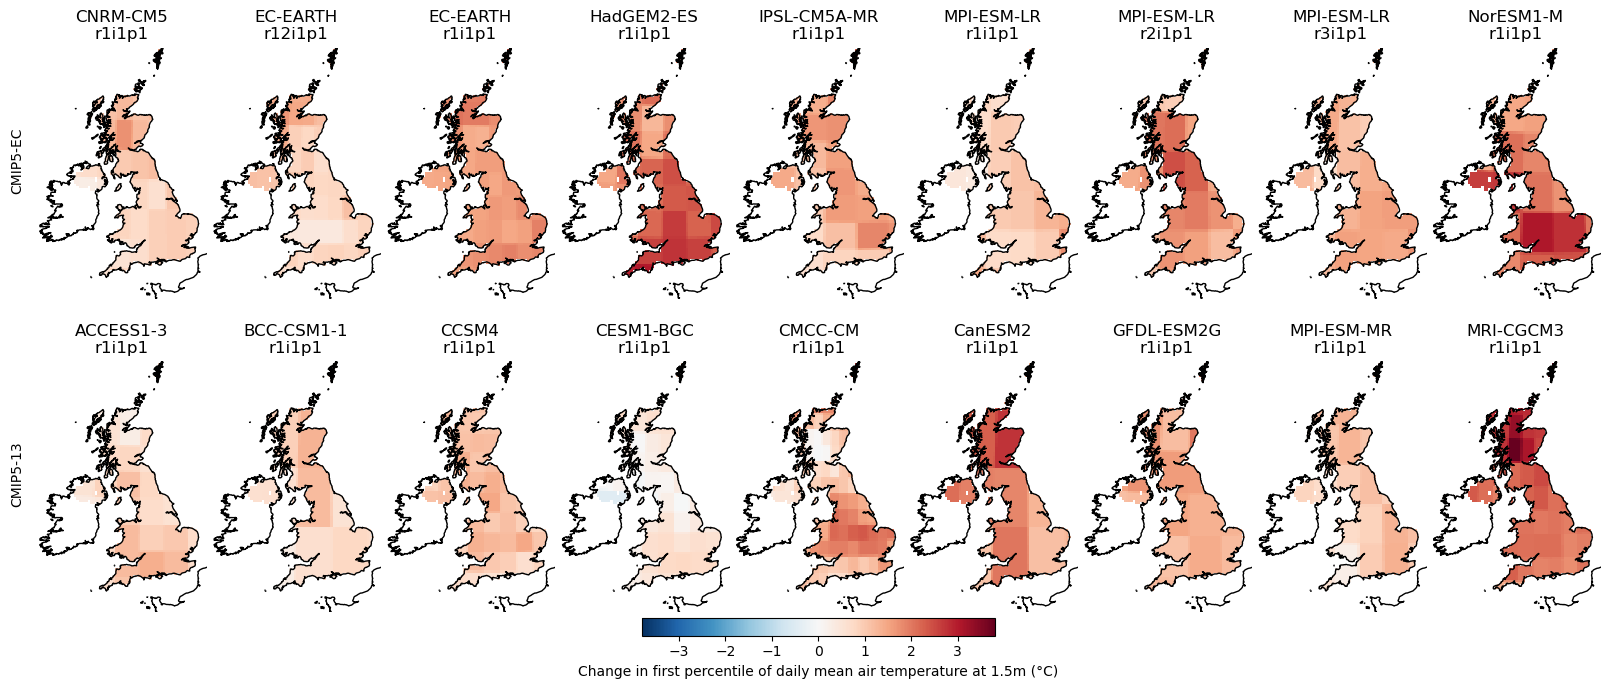 CNRM-CM5
r1i1p1
EC-EARTH
r12i1p1
EC-EARTH
r1i1p1
HadGEM2-ES
r1i1p1
IPSL-CM5A-MR
r1i1p1
MPI-ESM-LR
r1i1p1
MPI-ESM-LR
r2i1p1
MPI-ESM-LR
r3i1p1
NorESM1-M
r1i1p1
CMIP5-EC
ACCESS1-3
r1i1p1
BCC-CSM1-1
r1i1p1
CCSM4
r1i1p1
CESM1-BGC
r1i1p1
CMCC-CM
r1i1p1
CanESM2
r1i1p1
GFDL-ESM2G
r1i1p1
MPI-ESM-MR
r1i1p1
MRI-CGCM3
r1i1p1
CMIP5-13
−3 −2 −1 0 1 2 3
Change in first percentile of daily mean air temperature at 1.5m (°C)